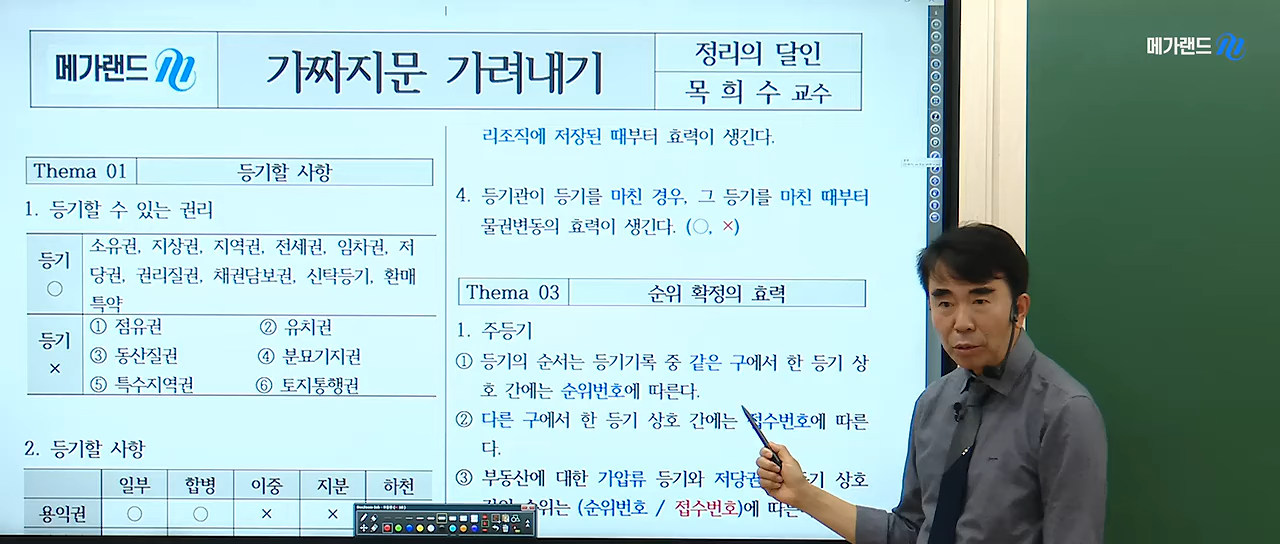 메가랜드
가짜지문 가려내기
정리의 달인
목 희 수 교수
메가랜드
Thema 01 등기할 사항
1. 등기할 수 있는 권리
등기 ○
소유권, 지상권, 지역권, 전세권, 임차권, 저
당권, 권리질권, 채권담보권, 신탁등기, 환매
특약
등기 ×
① 점유권 ② 유치권
③ 동산질권 ④ 분묘기지권
⑤ 특수지역권 ⑥ 토지통행권
2. 등기할 사항
일부 합병 이중 지분 하천
용익권 ○ ○ × ×
리조직에 저장된 때부터 효력이 생긴다.
4. 등기관이 등기를 마친 경우, 그 등기를 마친 때부터
물권변동의 효력이 생긴다. (○, ×)
Thema 03 순위 확정의 효력
1. 주등기
① 등기의 순서는 등기기록 중 같은 구에서 한 등기 상
호 간에는 순위번호에 따른다.
② 다른 구에서 한 등기 상호 간에는 접수번호에 따른
다.
③ 부동산에 대한 가압류 등기와 저당권 등기 상호
순위는 (순위번호 / 접수번호)에 따른